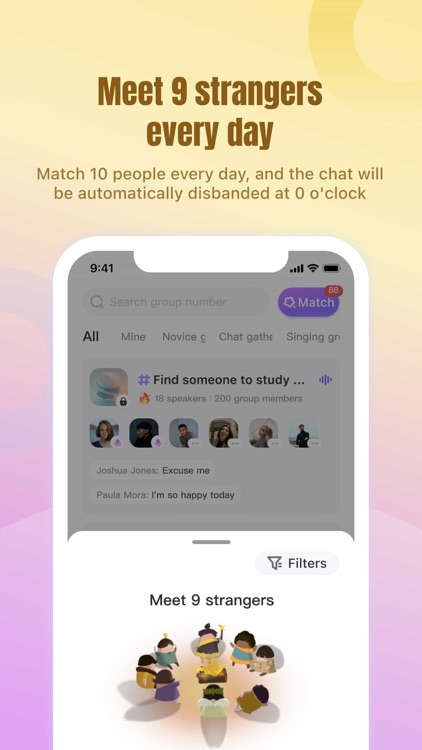 Meet 9 strangers
every day
Match 10 people every day, and the chat will
be automatically disbanded at 0 o'clock
9:41
Search group number
Match
88
All Mine Novice g Chat gathe Singing gro
# Find someone to study ...
18 speakers | 200 group members
Joshua Jones: Excuse me
Paula Mora: I'm so happy today
Filters
Meet 9 strangers